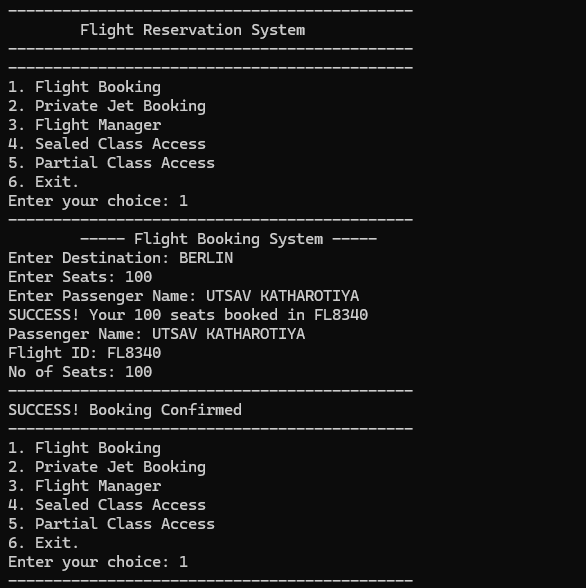 ---------------------------------------------
Flight Reservation System
---------------------------------------------
---------------------------------------------
1. Flight Booking
2. Private Jet Booking
3. Flight Manager
4. Sealed Class Access
5. Partial Class Access
6. Exit.
Enter your choice: 1
---------------------------------------------
----- Flight Booking System -----
Enter Destination: BERLIN
Enter Seats: 100
Enter Passenger Name: UTSAV KATHAROTIYA
SUCCESS! Your 100 seats booked in FL8340
Passenger Name: UTSAV KATHAROTIYA
Flight ID: FL8340
No of Seats: 100
---------------------------------------------
SUCCESS! Booking Confirmed
---------------------------------------------
1. Flight Booking
2. Private Jet Booking
3. Flight Manager
4. Sealed Class Access
5. Partial Class Access
6. Exit.
Enter your choice: 1
---------------------------------------------